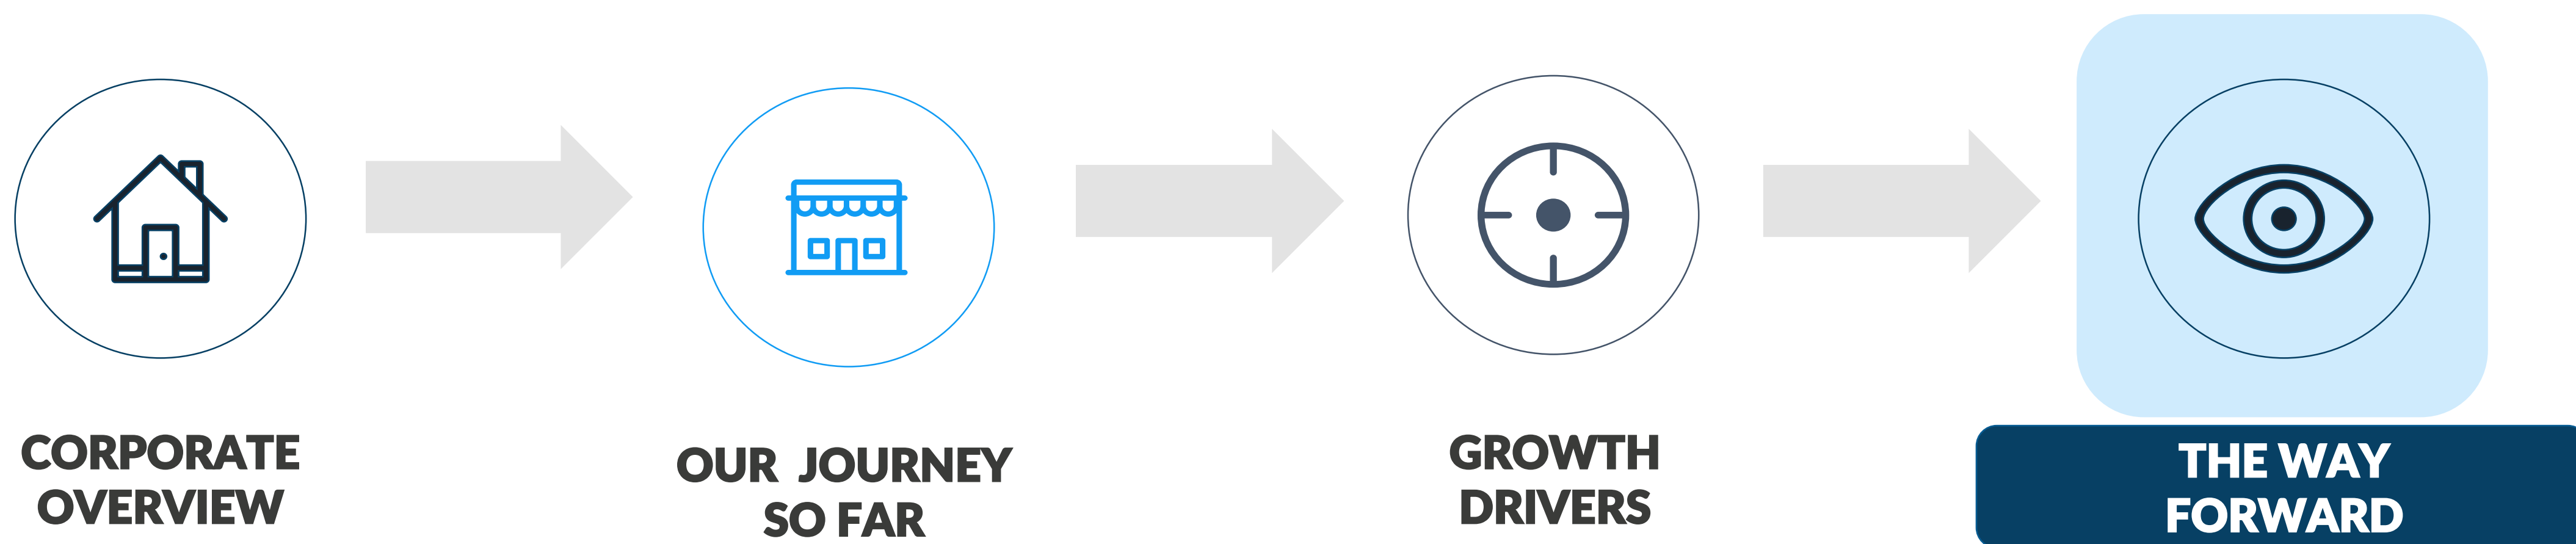 CORPORATE
OVERVIEW
OUR JOURNEY
SO FAR
GROWTH
DRIVERS
THE WAY
FORWARD